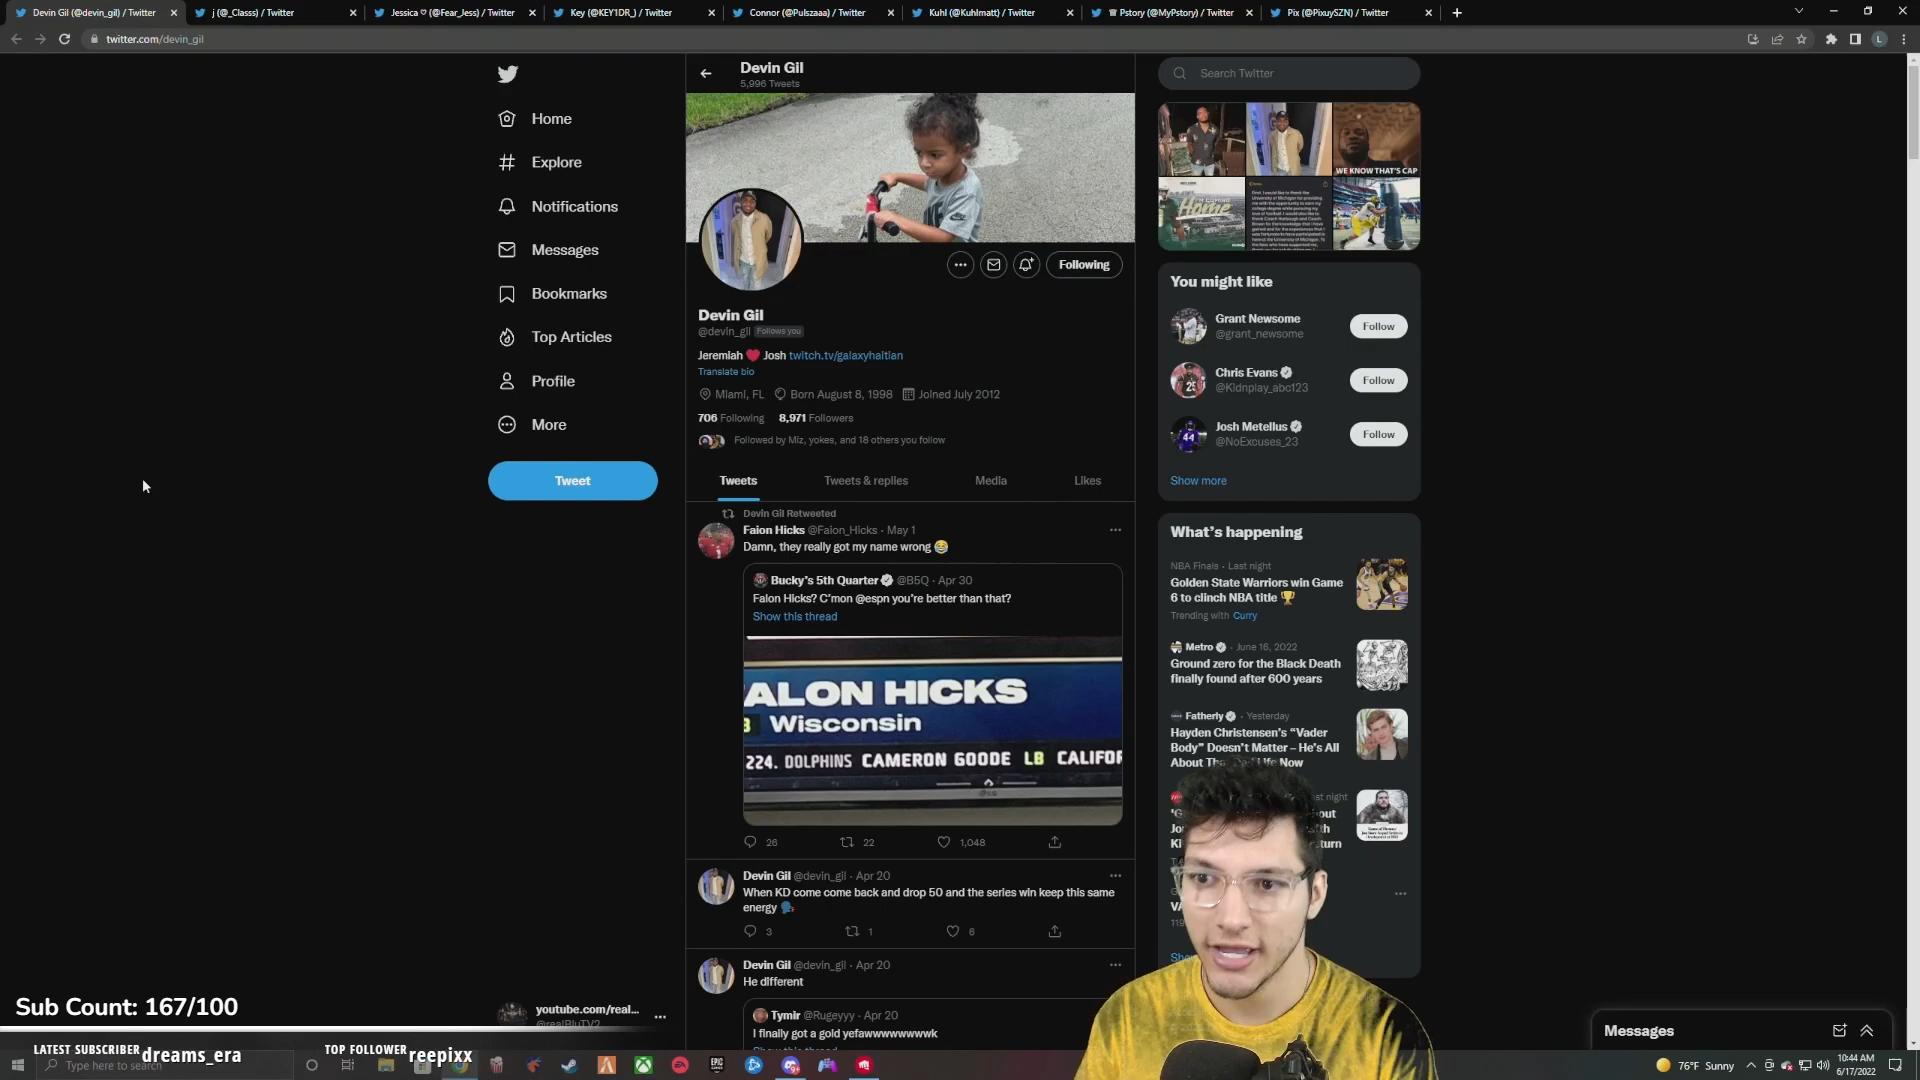 Devin Gil (@devin_gil) / Twitter
j (@_Classs) / Twitter
Jessica ♡ (@Fear_Jess) / Twitter
Key (@KEY1DR_) / Twitter
Connor (@Pulszaaa) / Twitter
Kuhl (@Kuhlmatt) / Twitter
Pstory (@MyPstory) / Twitter
Pix (@PixuySZN) / Twitter
twitter.com/devin_gil
L
Home
Explore
Notifications
Messages
Bookmarks
Top Articles
Profile
More
Tweet
youtube.com/real...
@realBluTV2
Devin Gil
5,996 Tweets
Following
Devin Gil
@devin_gil Follows you
Jeremiah ❤️ Josh twitch.tv/galaxyhaitian
Translate bio
Miami, FL Born August 8, 1998 Joined July 2012
706 Following 8,971 Followers
Followed by Miz, yokes, and 18 others you follow
Tweets
Tweets & replies
Media
Likes
Devin Gil Retweeted
Faion Hicks @Faion_Hicks · May 1
Damn, they really got my name wrong 😂
Bucky's 5th Quarter @B5Q · Apr 30
Falon Hicks? C'mon @espn you're better than that?
Show this thread
ALON HICKS
Wisconsin
224. DOLPHINS CAMERON GOODE LB CALIFOR
26 22 1,048
Devin Gil @devin_gil · Apr 20
When KD come come back and drop 50 and the series win keep this same
energy 🗣
3 1 6
Devin Gil @devin_gil · Apr 20
He different
Tymir @Rugeyyy · Apr 20
I finally got a gold yefawwwwwwwwk
Search Twitter
WE KNOW THAT'S CAP
Home
You might like
Grant Newsome
@grant_newsome
Follow
Chris Evans
@Kidnplay_abc123
Follow
25
Josh Metellus
@NoExcuses_23
Follow
44
Show more
What's happening
NBA Finals · Last night
Golden State Warriors win Game
6 to clinch NBA title 🏆
Trending with Curry
Metro · June 16, 2022
Ground zero for the Black Death
finally found after 600 years
Fatherly · Yesterday
Hayden Christensen's "Vader
Body" Doesn't Matter – He's All
About Life Now
Messages
Sub Count: 167/100
LATEST SUBSCRIBER dreams_era
TOP FOLLOWER reepixx
Type here to search
76°F Sunny
10:44 AM
6/17/2022